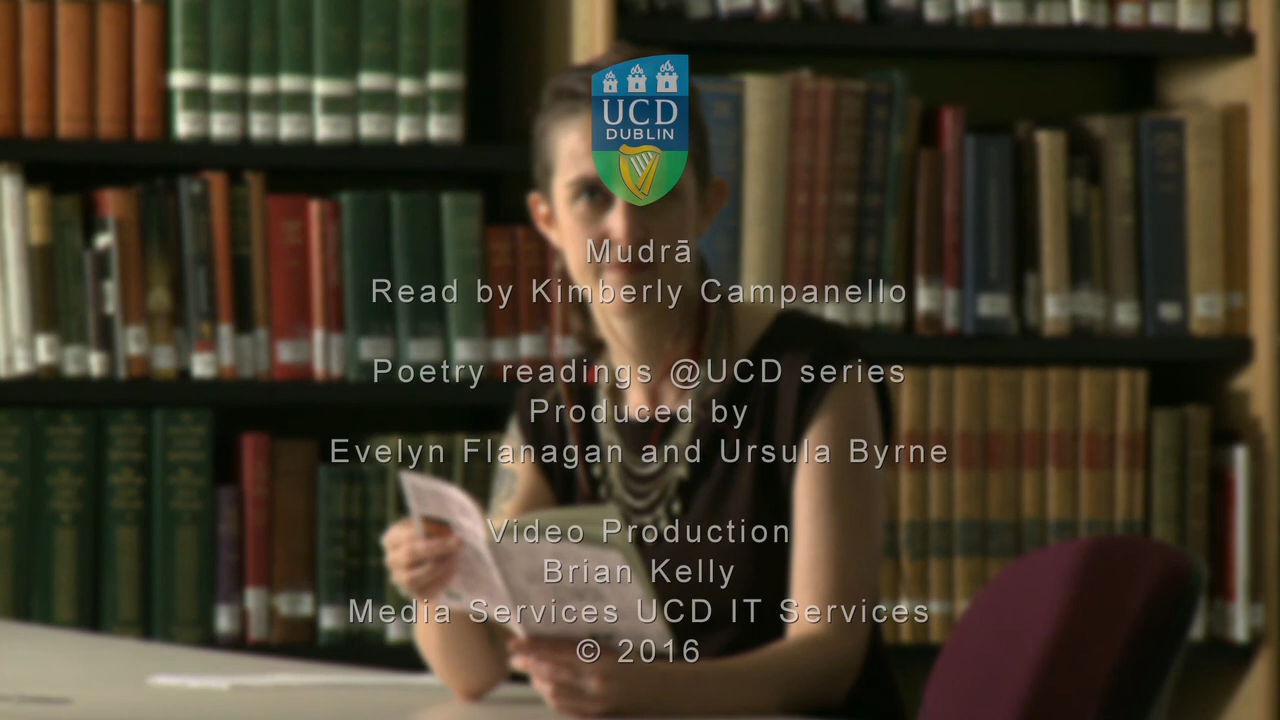 UCD
DUBLIN
Mudrā
Read by Kimberly Campanello
Poetry readings @UCD series
Produced by
Evelyn Flanagan and Ursula Byrne
Video Production
Brian Kelly
Media Services UCD IT Services
© 2016